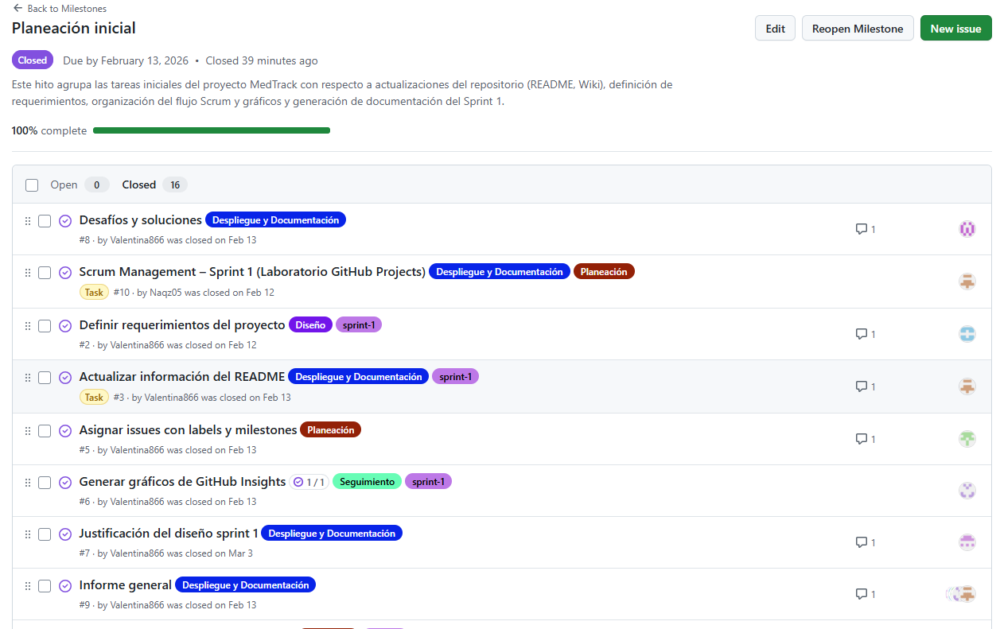 Back to Milestones
Planeación inicial
Edit
Reopen Milestone
New issue
Closed Due by February 13, 2026 • Closed 39 minutes ago
Este hito agrupa las tareas iniciales del proyecto MedTrack con respecto a actualizaciones del repositorio (README, Wiki), definición de
requerimientos, organización del flujo Scrum y gráficos y generación de documentación del Sprint 1.
100% complete
Open 0 Closed 16
Desafíos y soluciones Despliegue y Documentación
#8 · by Valentina866 was closed on Feb 13
1
Scrum Management – Sprint 1 (Laboratorio GitHub Projects) Despliegue y Documentación Planeación
Task #10 · by Naqz05 was closed on Feb 12
Definir requerimientos del proyecto Diseño sprint-1
#2 · by Valentina866 was closed on Feb 12
1
Actualizar información del README Despliegue y Documentación sprint-1
Task #3 · by Valentina866 was closed on Feb 13
1
Asignar issues con labels y milestones Planeación
#5 · by Valentina866 was closed on Feb 13
1
Generar gráficos de GitHub Insights 1 / 1 Seguimiento sprint-1
#6 · by Valentina866 was closed on Feb 13
Justificación del diseño sprint 1 Despliegue y Documentación
#7 · by Valentina866 was closed on Mar 3
1
Informe general Despliegue y Documentación
#9 · by Valentina866 was closed on Feb 13
1